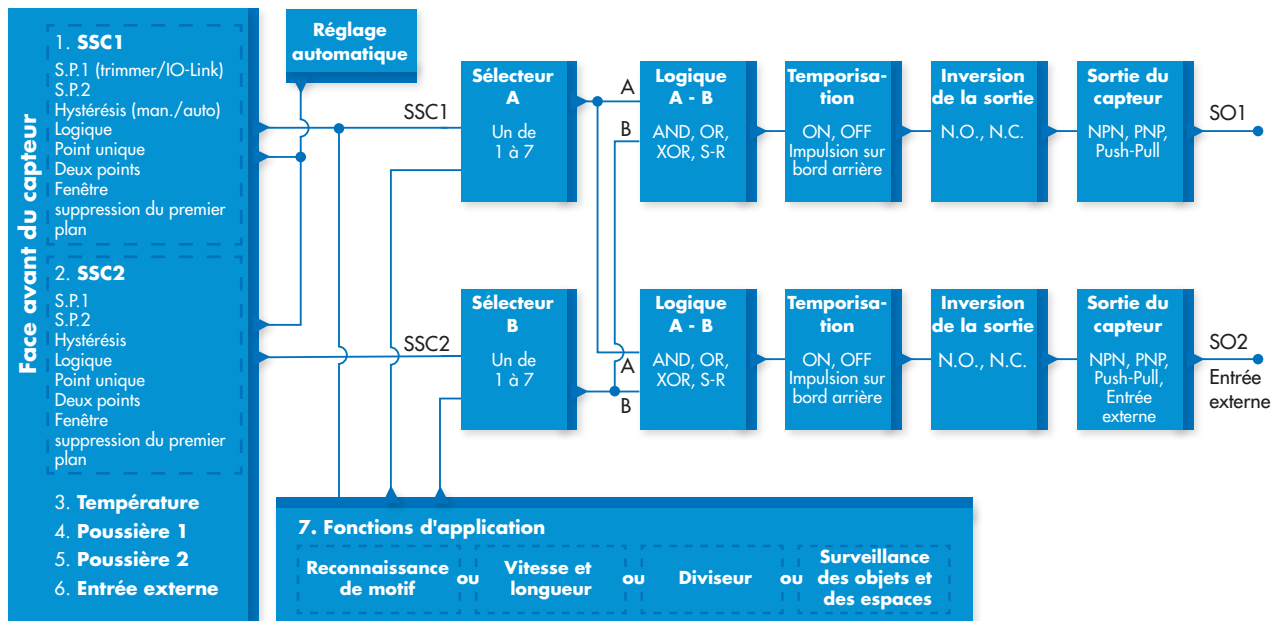 Face avant du capteur
1. SSC1
S.P.1 (trimmer/IO-Link)
S.P.2
Hystérésis (man./auto)
Logique
Point unique
Deux points
Fenêtre
suppression du premier
plan
2. SSC2
S.P.1
S.P.2
Hystérésis
Logique
Point unique
Deux points
Fenêtre
suppression du premier
plan
3. Température
4. Poussière 1
5. Poussière 2
6. Entrée externe
Réglage
automatique
SSC1
Sélecteur
A
Un de
1 à 7
A
B
Logique
A - B
AND, OR,
XOR, S-R
Temporisa-
tion
ON, OFF
Impulsion sur
bord arrière
Inversion
de la sortie
N.O., N.C.
Sortie du
capteur
NPN, PNP,
Push-Pull
SO1
SSC2
Sélecteur
B
Un de
1 à 7
A
B
Logique
A - B
AND, OR,
XOR, S-R
Temporisa-
tion
ON, OFF
Impulsion sur
bord arrière
Inversion
de la sortie
N.O., N.C.
Sortie du
capteur
NPN, PNP,
Push-Pull,
Entrée
externe
SO2
Entrée
externe
7. Fonctions d'application
Reconnaissance
de motif
ou
Vitesse et
longueur
ou
Diviseur
ou
Surveillance
des objets et
des espaces